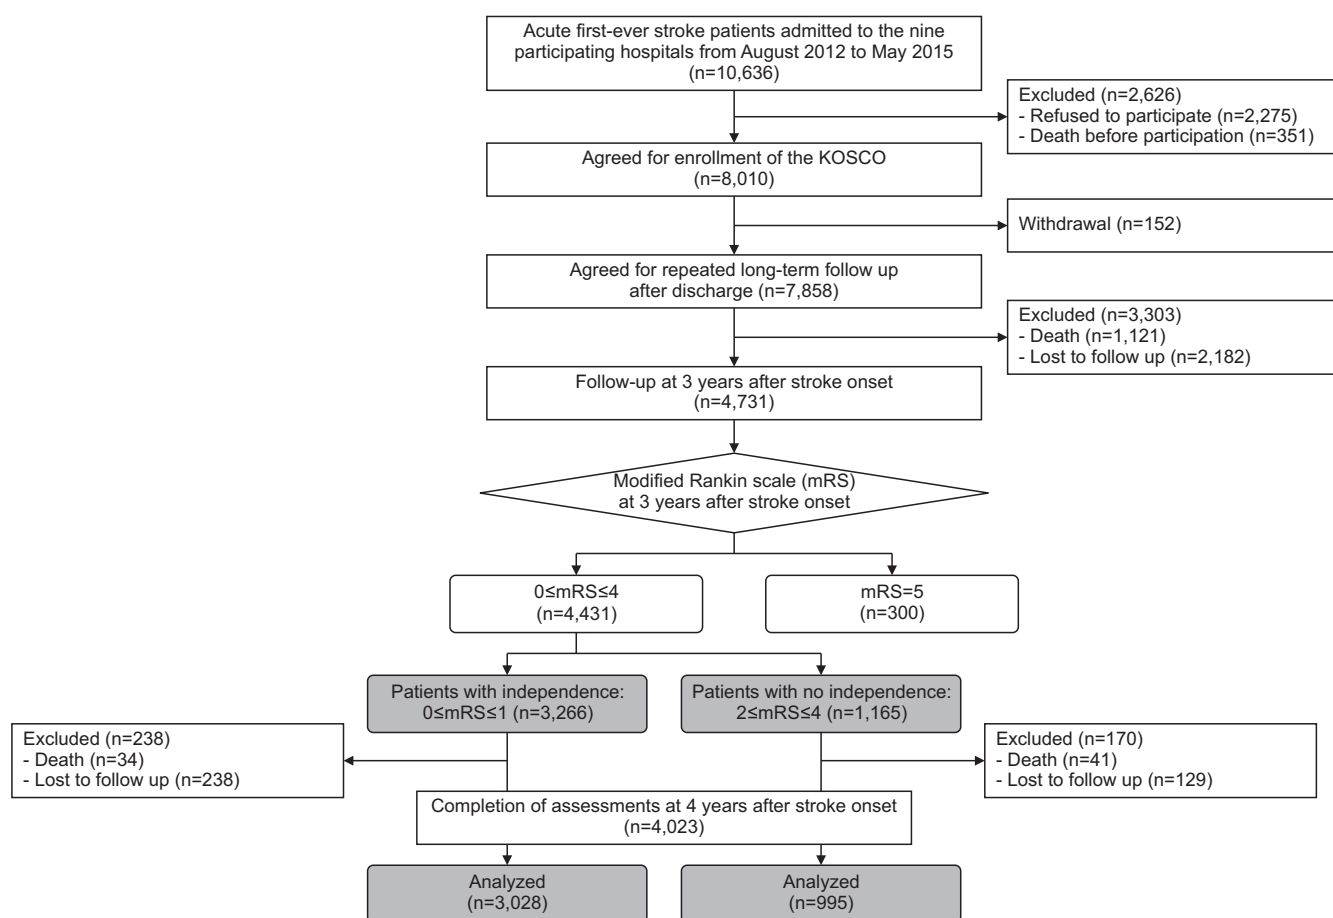 Acute first-ever stroke patients admitted to the nine
participating hospitals from August 2012 to May 2015
(n=10,636)
Excluded (n=2,626)
- Refused to participate (n=2,275)
- Death before participation (n=351)
Agreed for enrollment of the KOSCO
(n=8,010)
Withdrawal (n=152)
Agreed for repeated long-term follow up
after discharge (n=7,858)
Excluded (n=3,303)
- Death (n=1,121)
- Lost to follow up (n=2,182)
Follow-up at 3 years after stroke onset
(n=4,731)
Modified Rankin scale (mRS)
at 3 years after stroke onset
0≤mRS≤4
(n=4,431)
mRS=5
(n=300)
Patients with independence:
0≤mRS≤1 (n=3,266)
Patients with no independence:
2≤mRS≤4 (n=1,165)
Excluded (n=238)
- Death (n=34)
- Lost to follow up (n=238)
Excluded (n=170)
- Death (n=41)
- Lost to follow up (n=129)
Completion of assessments at 4 years after stroke onset
(n=4,023)
Analyzed
(n=3,028)
Analyzed
(n=995)